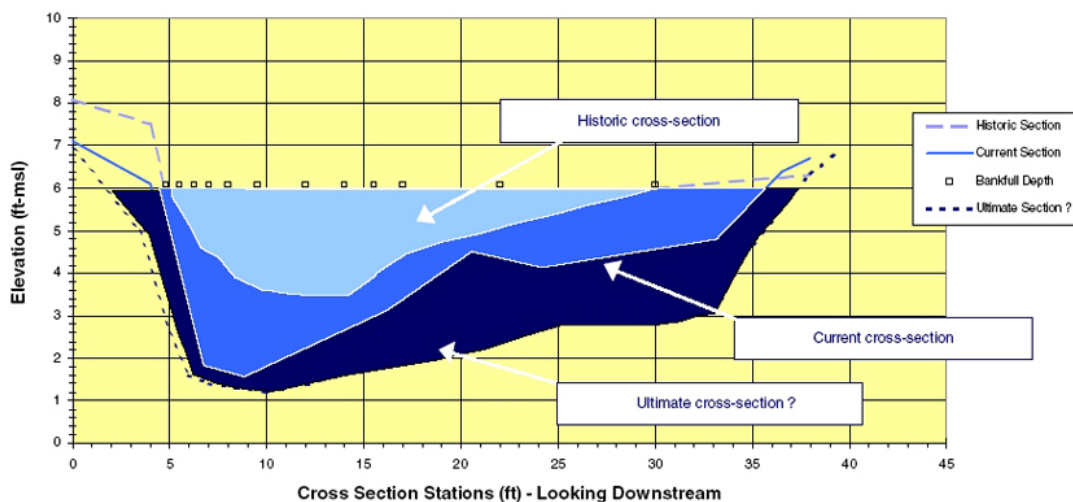 10
9
8
7
6
5
4
3
2
1
0
Elevation (ft-msl)
Historic cross-section
Current cross-section
Ultimate cross-section ?
Historic Section
Current Section
Bankfull Depth
Ultimate Section ?
0 5 10 15 20 25 30 35 40 45
Cross Section Stations (ft) - Looking Downstream